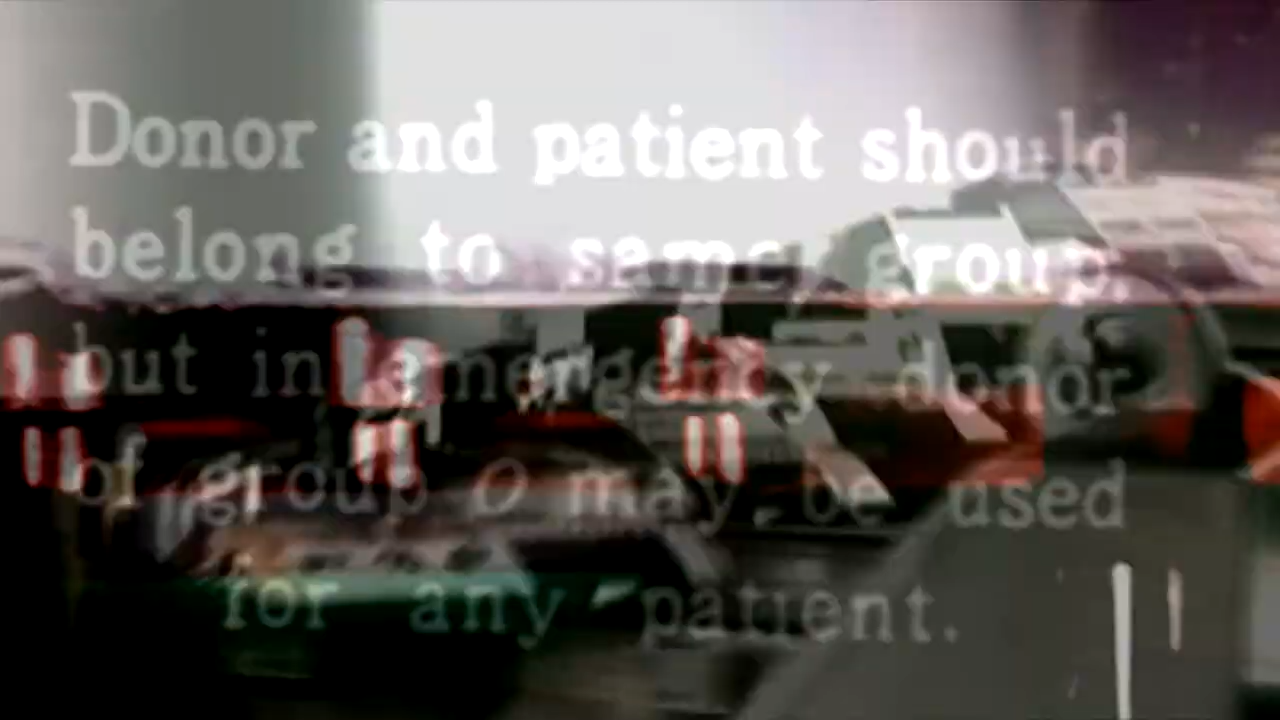 Donor and patient should
belong to same group,
but in emergency donor
of group O may be used
for any patient.